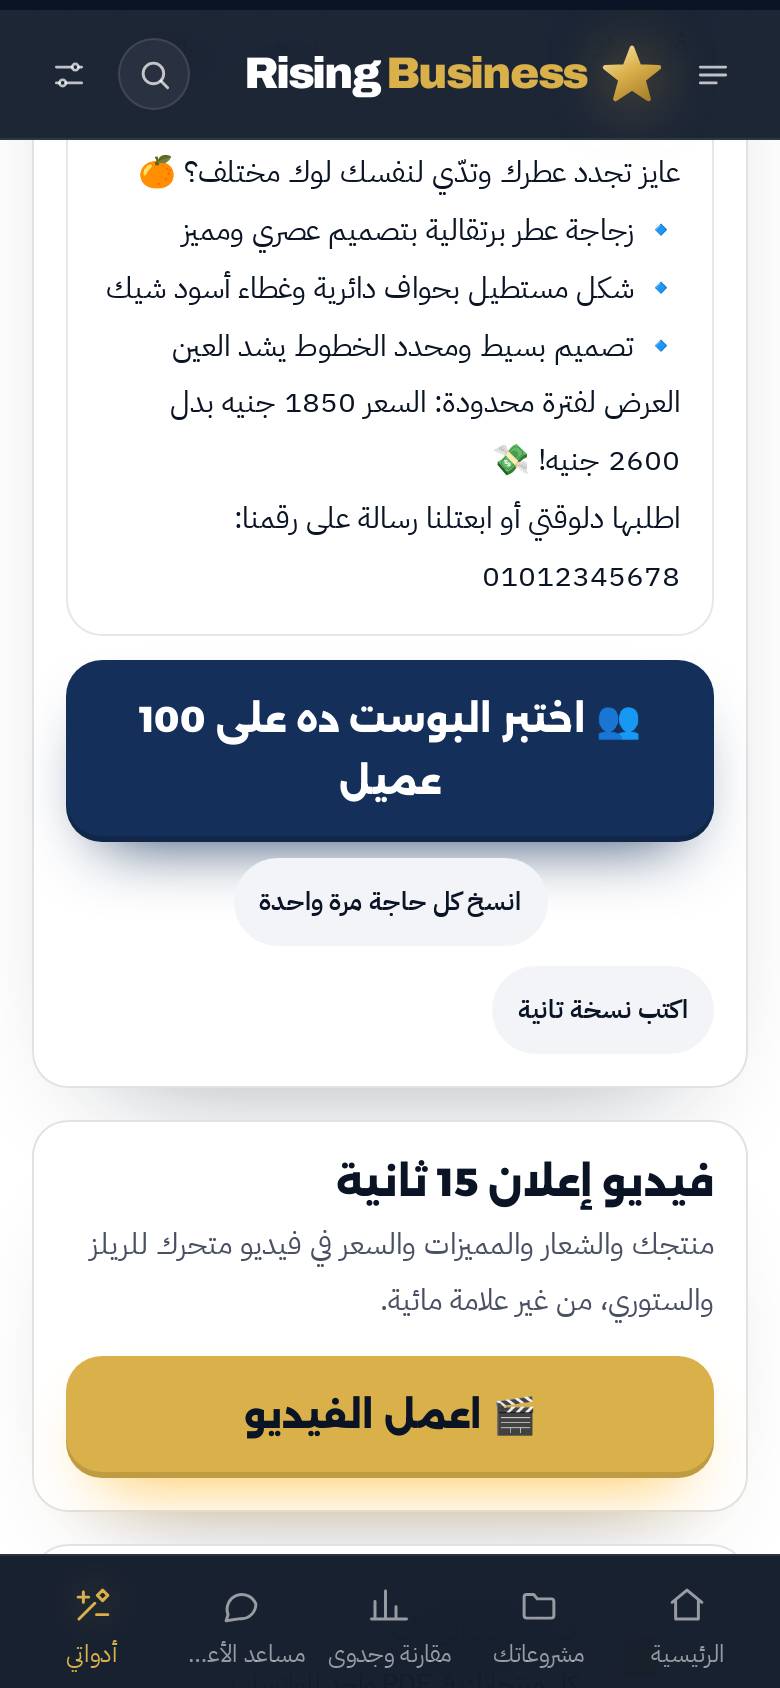 Rising Business
عايز تجدد عطرك وتدّي لنفسك لوك مختلف؟ 🍊
🔹 زجاجة عطر برتقالية بتصميم عصري ومميز
🔹 شكل مستطيل بحواف دائرية وغطاء أسود شيك
🔹 تصميم بسيط ومحدد الخطوط يشد العين
العرض لفترة محدودة: السعر 1850 جنيه بدل
2600 جنيه! 💸
اطلبها دلوقتي أو ابعتلنا رسالة على رقمنا:
01012345678
👥 اختبر البوست ده على 100
عميل
انسخ كل حاجة مرة واحدة
اكتب نسخة تانية
فيديو إعلان 15 ثانية
منتجك والشعار والمميزات والسعر في فيديو متحرك للريلز
والستوري، من غير علامة مائية.
🎬 اعمل الفيديو
الرئيسية
مشروعاتك
مقارنة وجدوى
مساعد الأعـ...
أدواتي